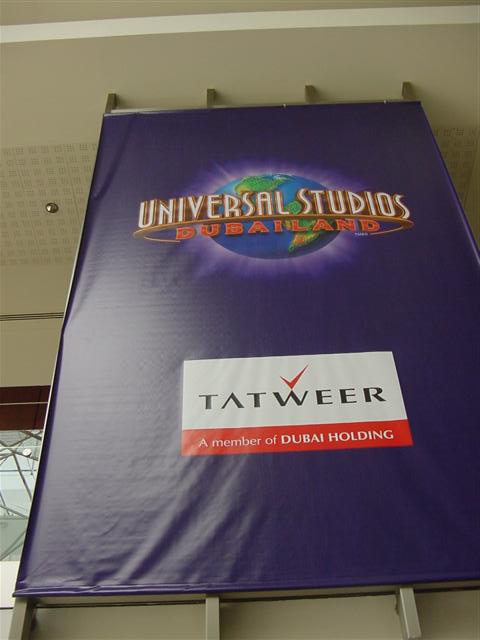 UNIVERSAL STUDIOS
DUBAILAND
TATWEER
A member of DUBAI HOLDING